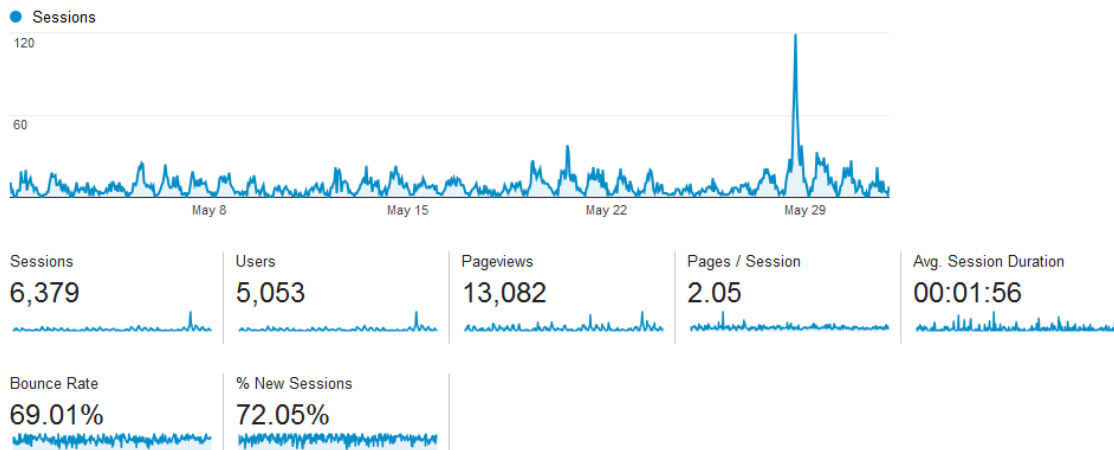 Sessions
120
60
May 8 May 15 May 22 May 29
Sessions Users Pageviews Pages / Session Avg. Session Duration
6,379 5,053 13,082 2.05 00:01:56
Bounce Rate % New Sessions
69.01% 72.05%